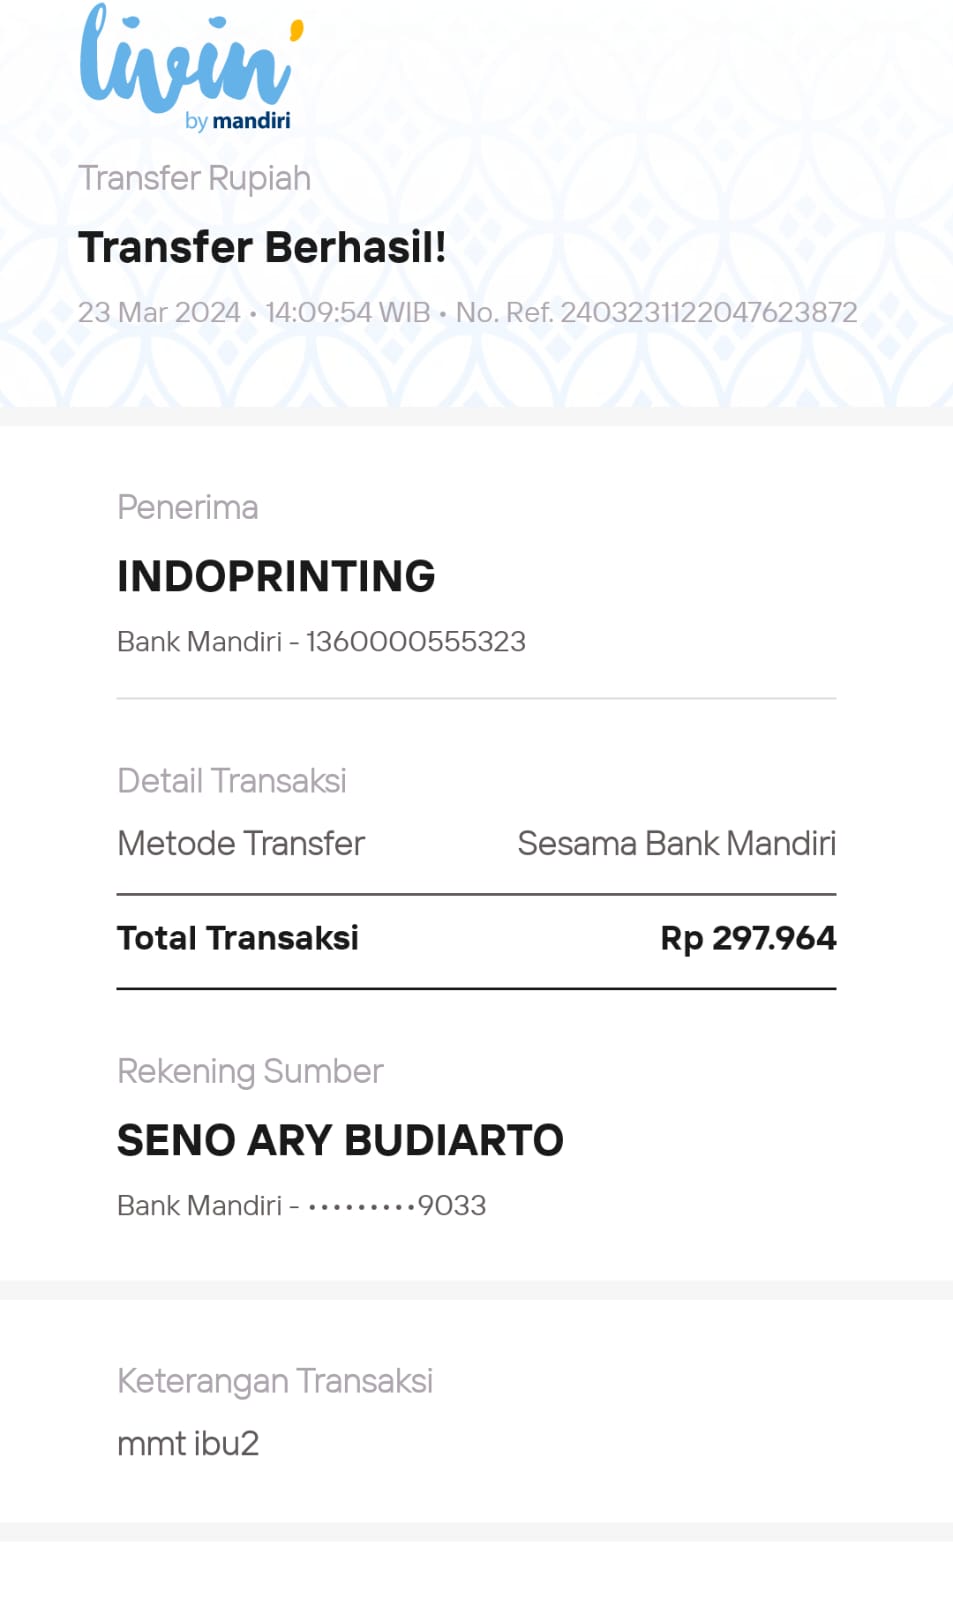 livin'
by mandiri
Transfer Rupiah
Transfer Berhasil!
23 Mar 2024 • 14:09:54 WIB • No. Ref. 2403231122047623872
Penerima
INDOPRINTING
Bank Mandiri - 1360000555323
Detail Transaksi
Metode Transfer Sesama Bank Mandiri
Total Transaksi Rp 297.964
Rekening Sumber
SENO ARY BUDIARTO
Bank Mandiri - •••••••••9033
Keterangan Transaksi
mmt ibu2